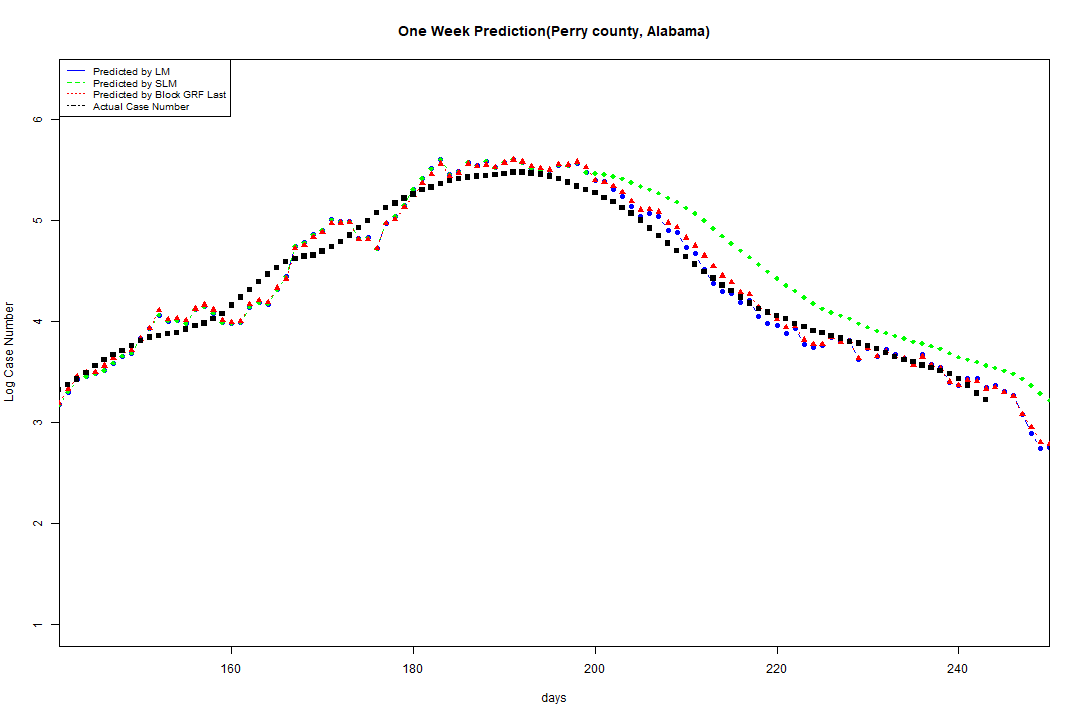 One Week Prediction(Perry county, Alabama)
Predicted by LM
Predicted by SLM
Predicted by Block GRF Last
Actual Case Number
6
5
4
3
2
1
Log Case Number
160 180 200 220 240
days